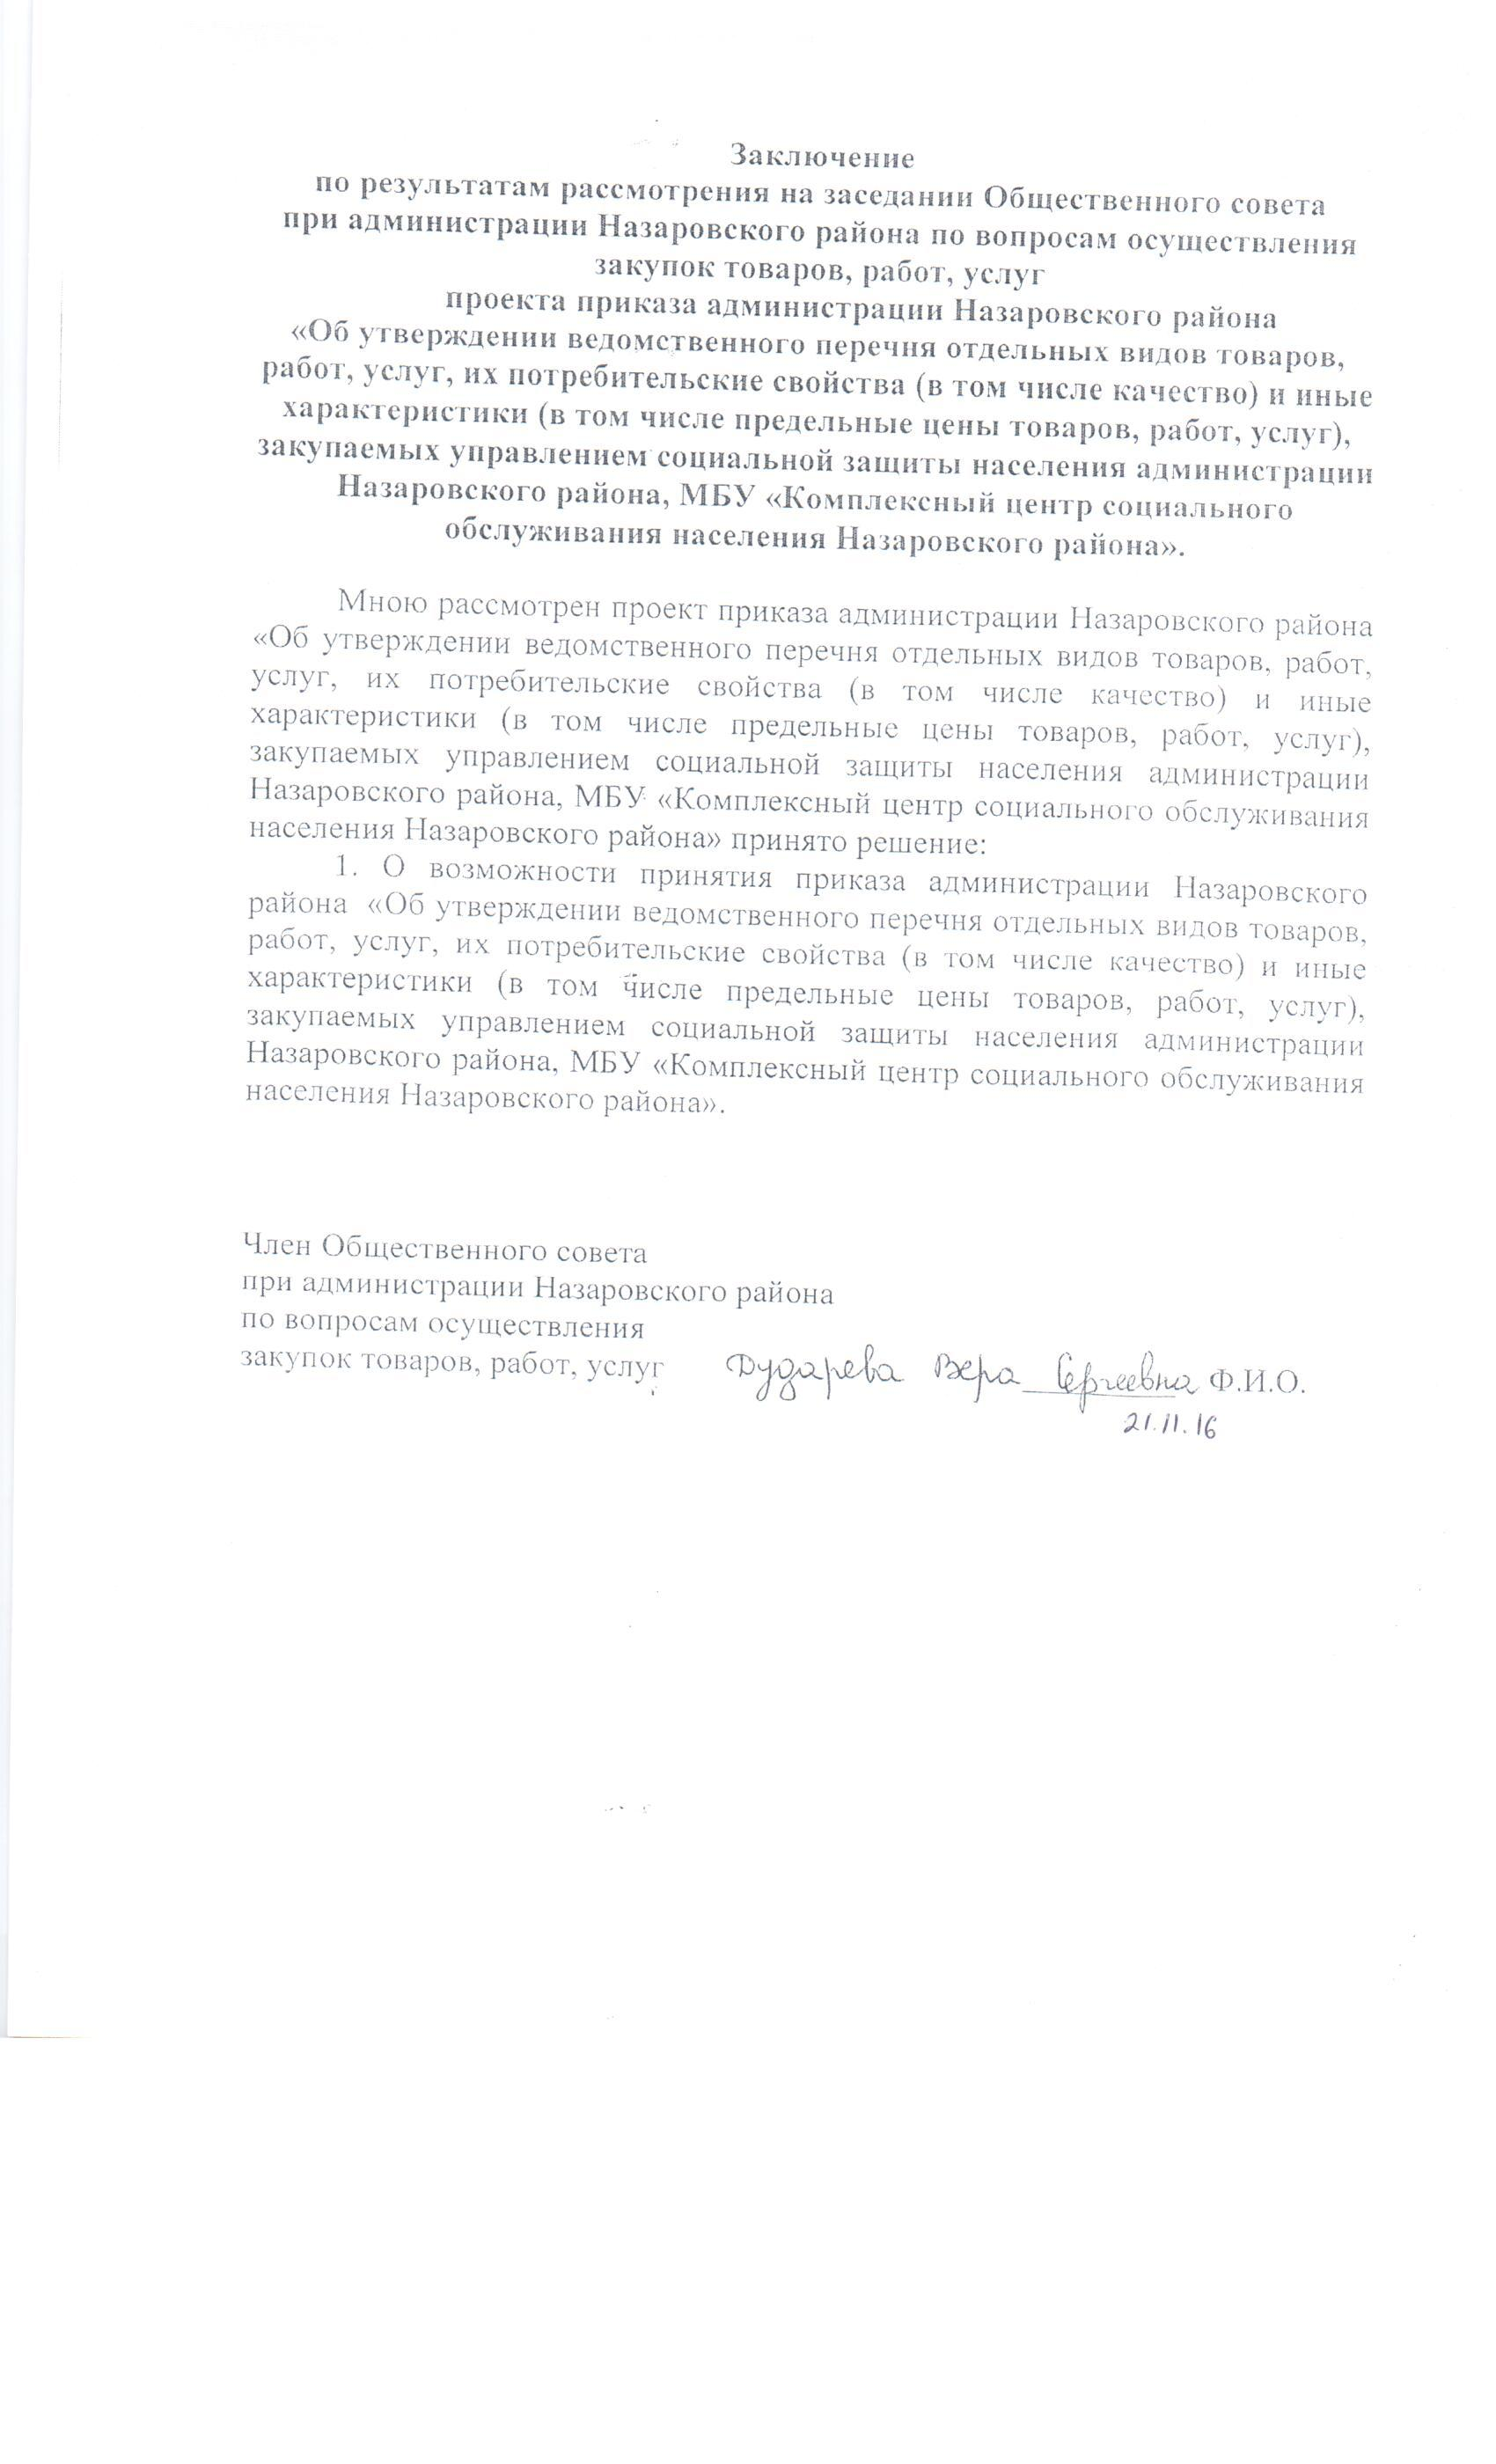 Заключение
по результатам рассмотрения на заседании Общественного совета
при администрации Назаровского района по вопросам осуществления
закупок товаров, работ, услуг
проекта приказа администрации Назаровского района
«Об утверждении ведомственного перечня отдельных видов товаров,
работ, услуг, их потребительские свойства (в том числе качество) и иные
характеристики (в том числе предельные цены товаров, работ, услуг),
закупаемых управлением социальной защиты населения администрации
Назаровского района, МБУ «Комплексный центр социального
обслуживания населения Назаровского района».
Мною рассмотрен проект приказа администрации Назаровского района
«Об утверждении ведомственного перечня отдельных видов товаров, работ,
услуг, их потребительские свойства (в том числе качество) и иные
характеристики (в том числе предельные цены товаров, работ, услуг),
закупаемых управлением социальной защиты населения администрации
Назаровского района, МБУ «Комплексный центр социального обслуживания
населения Назаровского района» принято решение:
1. О возможности принятия приказа администрации Назаровского
района «Об утверждении ведомственного перечня отдельных видов товаров,
работ, услуг, их потребительские свойства (в том числе качество) и иные
характеристики (в том числе предельные цены товаров, работ, услуг),
закупаемых управлением социальной защиты населения администрации
Назаровского района, МБУ «Комплексный центр социального обслуживания
населения Назаровского района».
Член Общественного совета
при администрации Назаровского района
по вопросам осуществления
закупок товаров, работ, услуг Дударева Вера Сергеевна Ф.И.О.
21.11.16